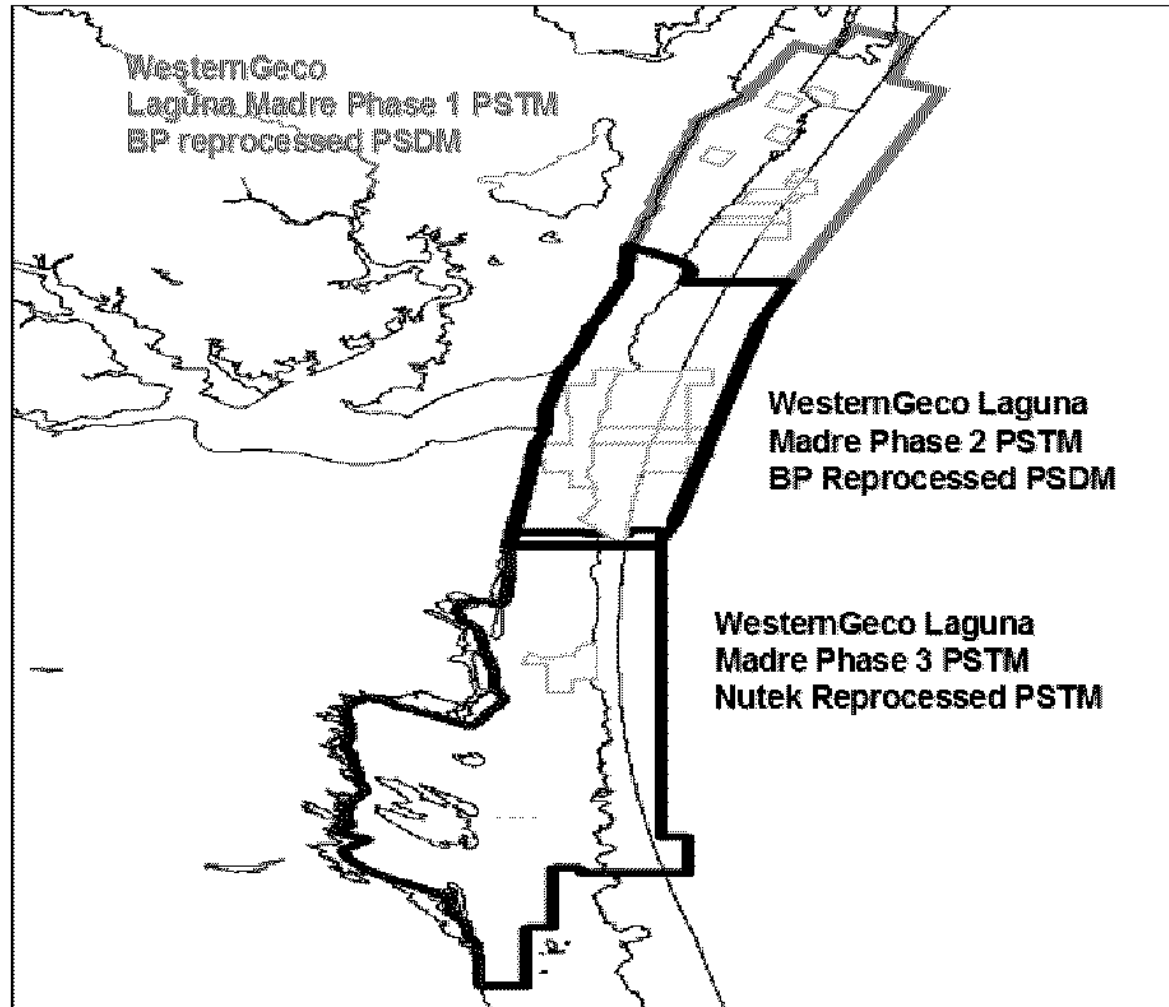 WesternGeco
Laguna Madre Phase 1 PSTM
BP reprocessed PSDM
WesternGeco Laguna
Madre Phase 2 PSTM
BP Reprocessed PSDM
WesternGeco Laguna
Madre Phase 3 PSTM
Nutek Reprocessed PSTM